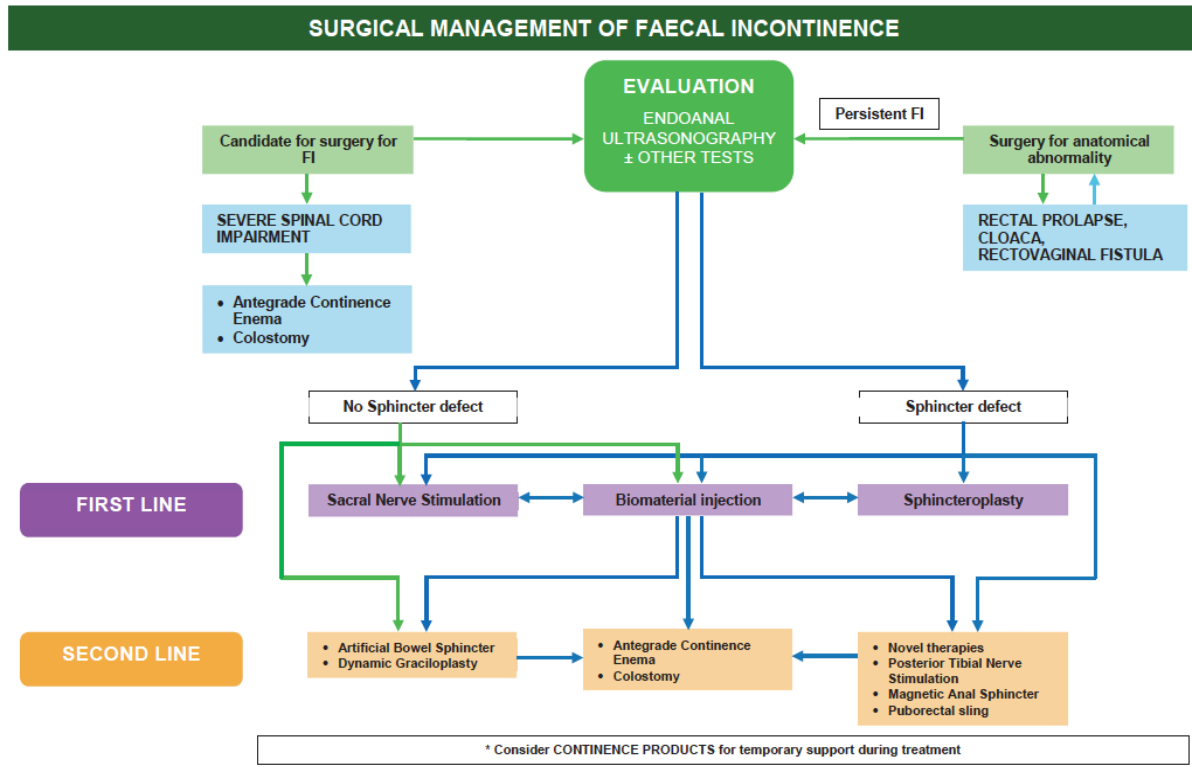 SURGICAL MANAGEMENT OF FAECAL INCONTINENCE
EVALUATION
ENDOANAL
ULTRASONOGRAPHY
± OTHER TESTS
Persistent FI
Candidate for surgery for
FI
Surgery for anatomical
abnormality
SEVERE SPINAL CORD
IMPAIRMENT
RECTAL PROLAPSE,
CLOACA,
RECTOVAGINAL FISTULA
• Antegrade Continence
Enema
• Colostomy
No Sphincter defect
Sphincter defect
FIRST LINE
Sacral Nerve Stimulation
Biomaterial injection
Sphincteroplasty
SECOND LINE
• Artificial Bowel Sphincter
• Dynamic Graciloplasty
• Antegrade Continence
Enema
• Colostomy
• Novel therapies
• Posterior Tibial Nerve
Stimulation
• Magnetic Anal Sphincter
• Puborectal sling
* Consider CONTINENCE PRODUCTS for temporary support during treatment